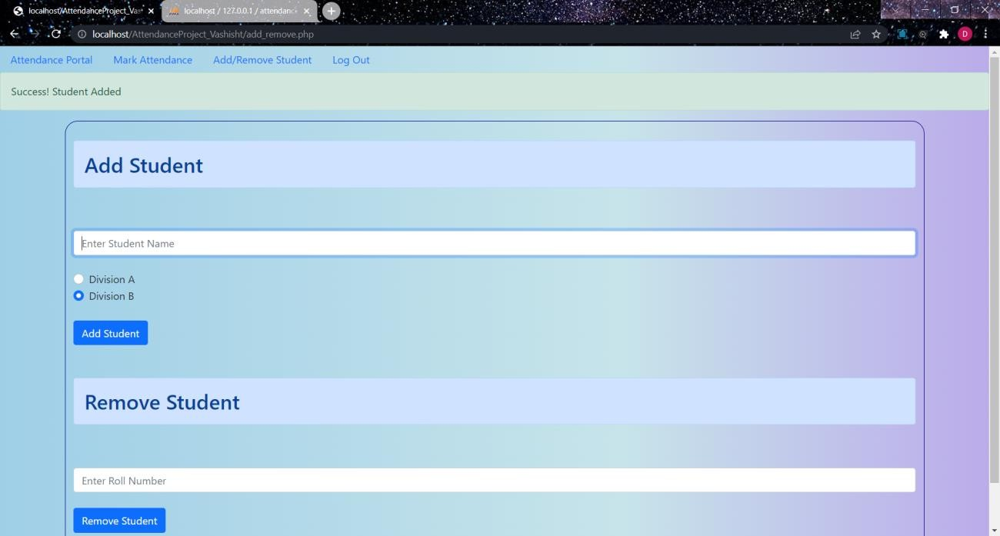 localhost/AttendanceProject_Vas
localhost / 127.0.0.1 / attendanc
localhost/AttendanceProject_Vashisht/add_remove.php
D
Attendance Portal Mark Attendance Add/Remove Student Log Out
Success! Student Added
Add Student
Enter Student Name
Division A
Division B
Add Student
Remove Student
Enter Roll Number
Remove Student